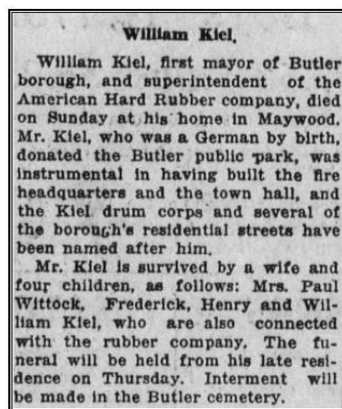 William Kiel.
William Kiel, first mayor of Butler
borough, and superintendent of the
American Hard Rubber company, died
on Sunday at his home in Maywood.
Mr. Kiel, who was a German by birth,
donated the Butler public park, was
instrumental in having built the fire
headquarters and the town hall, and
the Kiel drum corps and several of
the borough's residential streets have
been named after him.
Mr. Kiel is survived by a wife and
four children, as follows: Mrs. Paul
Wittock, Frederick, Henry and Wil-
liam Kiel, who are also connected
with the rubber company. The fu-
neral will be held from his late resi-
dence on Thursday. Interment will
be made in the Butler cemetery.